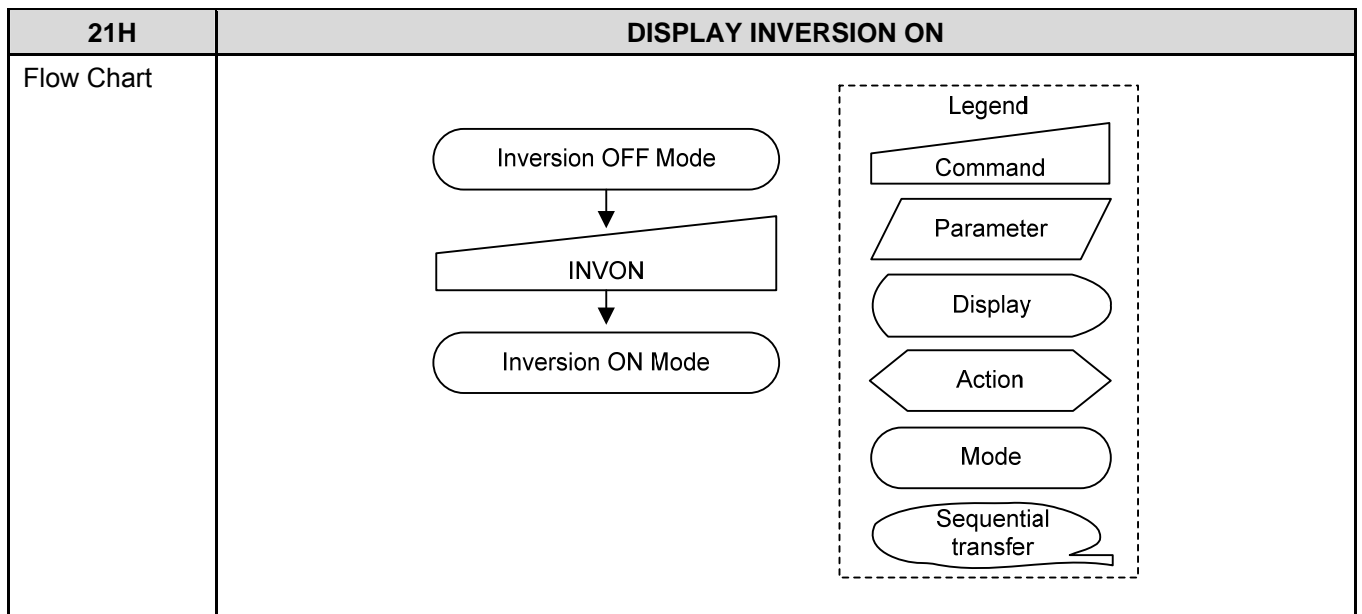 21H
DISPLAY INVERSION ON
Flow Chart
Inversion OFF Mode
INVON
Inversion ON Mode
Legend
Command
Parameter
Display
Action
Mode
Sequential
transfer